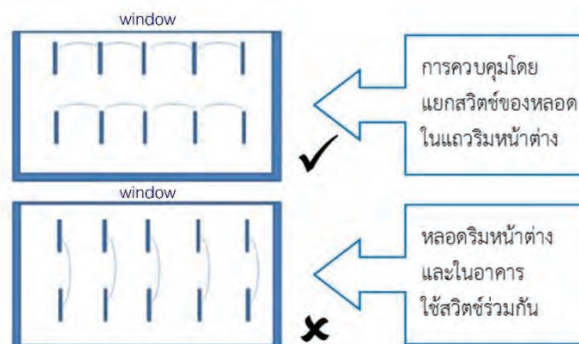 window
การควบคุมโดย
แยกสวิตช์ของหลอด
ในแถวริมหน้าต่าง
window
หลอดริมหน้าต่าง
และในอาคาร
ใช้สวิตช์ร่วมกัน